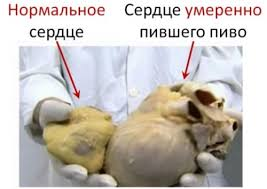 Нормальное
сердце
Сердце умеренно
пившего пиво